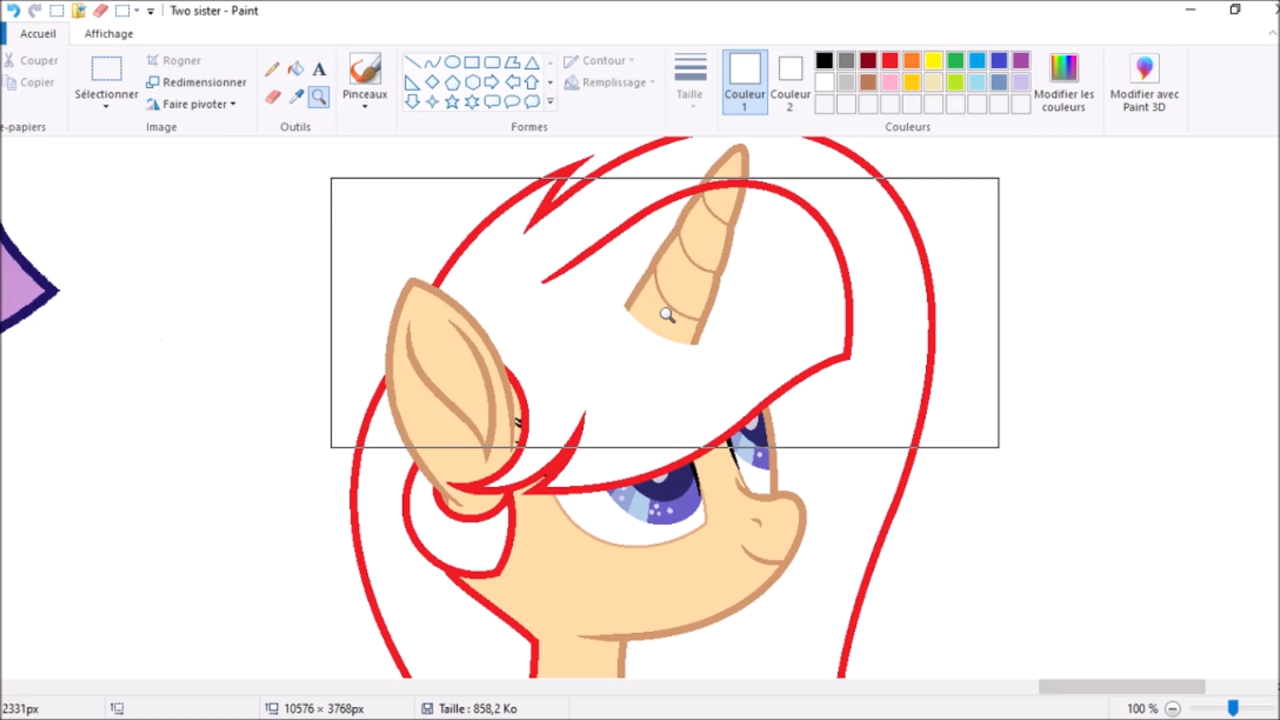 Two sister - Paint
Accueil
Affichage
Couper
Copier
e-papiers
Sélectionner
Rogner
Redimensionner
Faire pivoter
Image
A
Outils
Pinceaux
Contour
Remplissage
Formes
Taille
Couleur 1
Couleur 2
Modifier les couleurs
Couleurs
Modifier avec Paint 3D
2331px
10576 × 3768px
Taille : 858,2 Ko
100 %